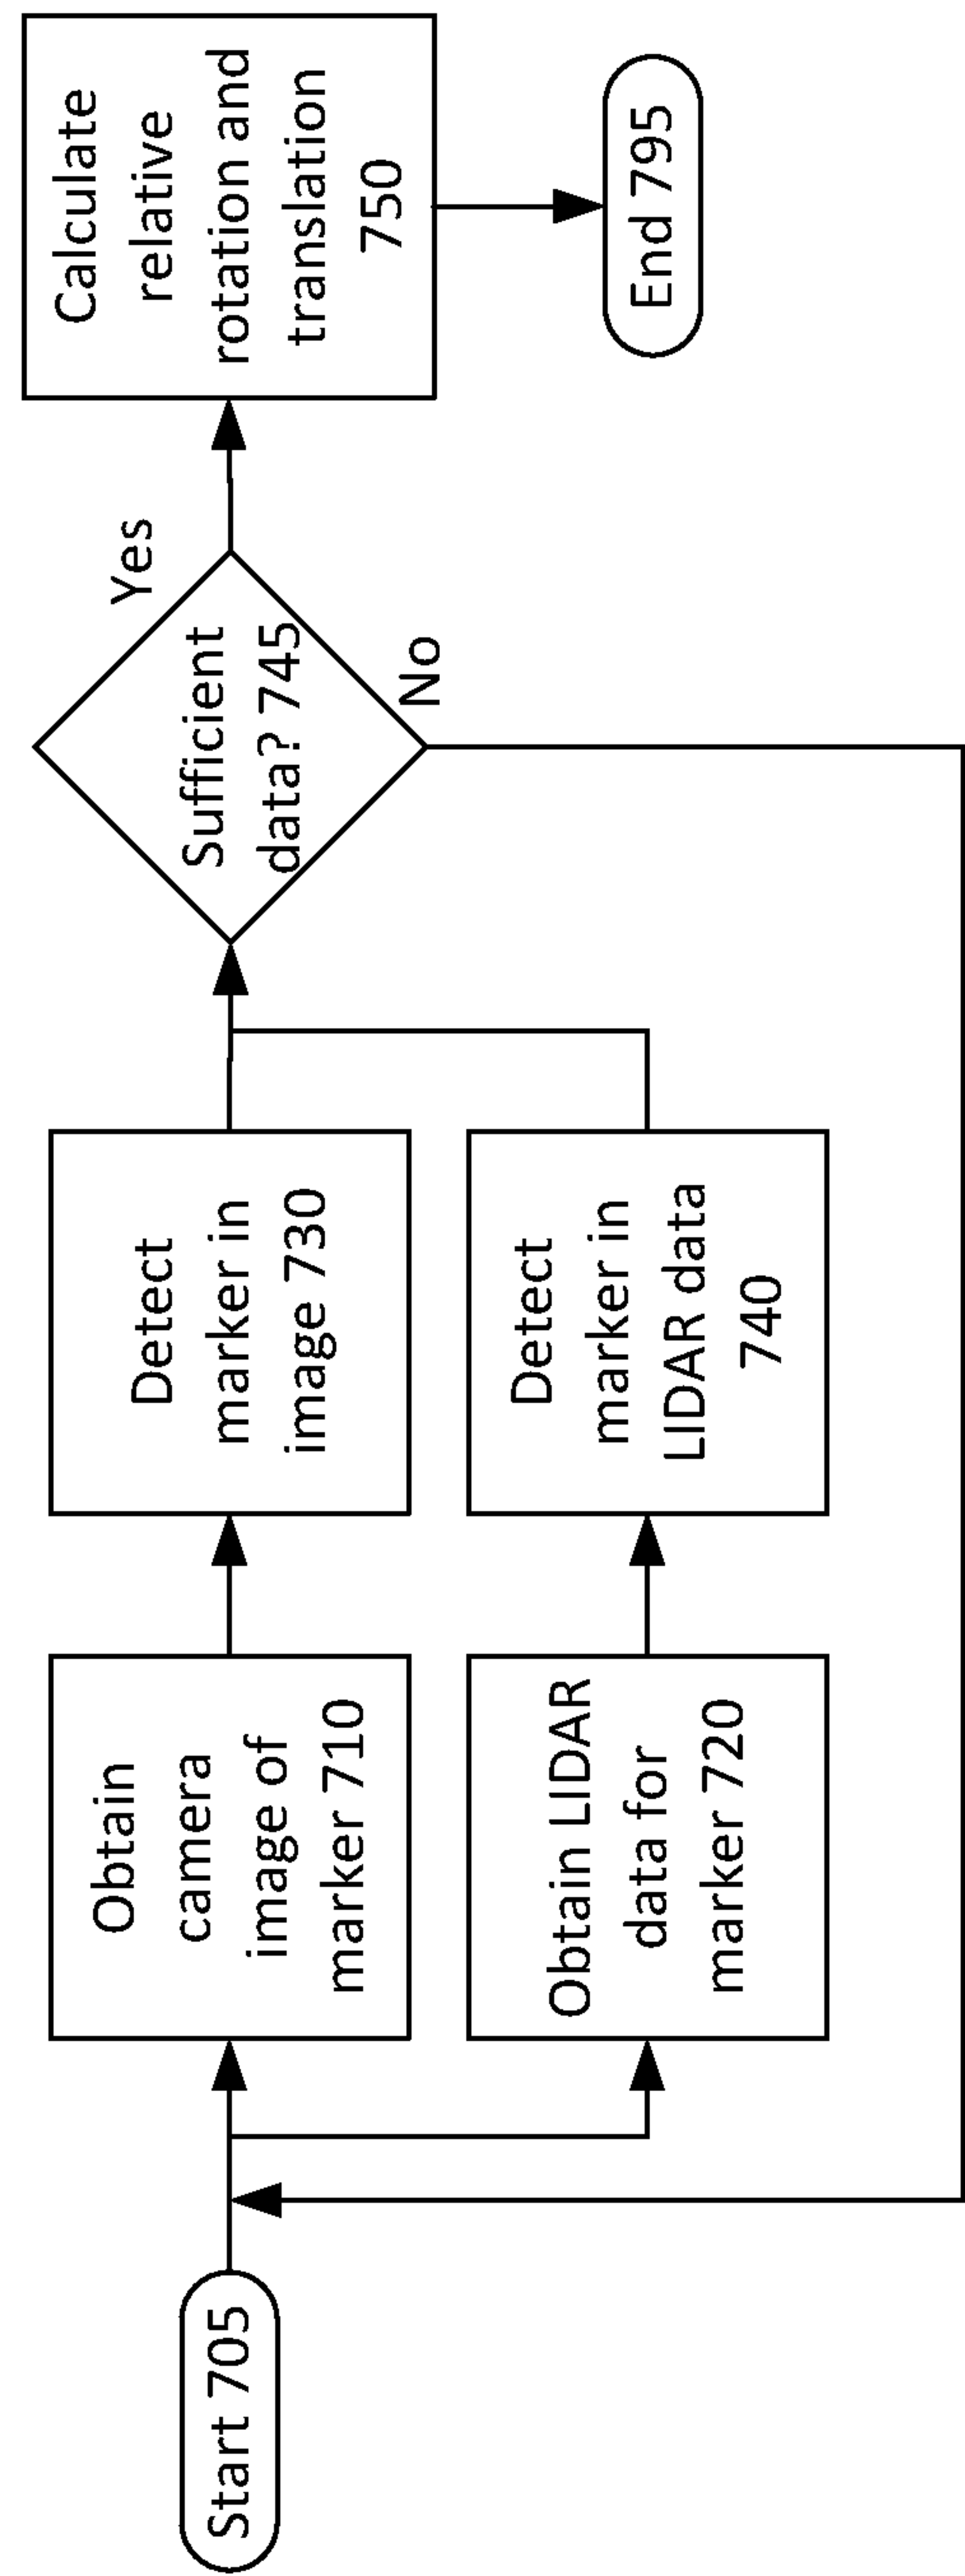 Start 705
Obtain
camera
image of
marker 710
Obtain LIDAR
data for
marker 720
Detect
marker in
image 730
Detect
marker in
LIDAR data
740
Sufficient
data? 745
Yes
No
Calculate
relative
rotation and
translation
750
End 795